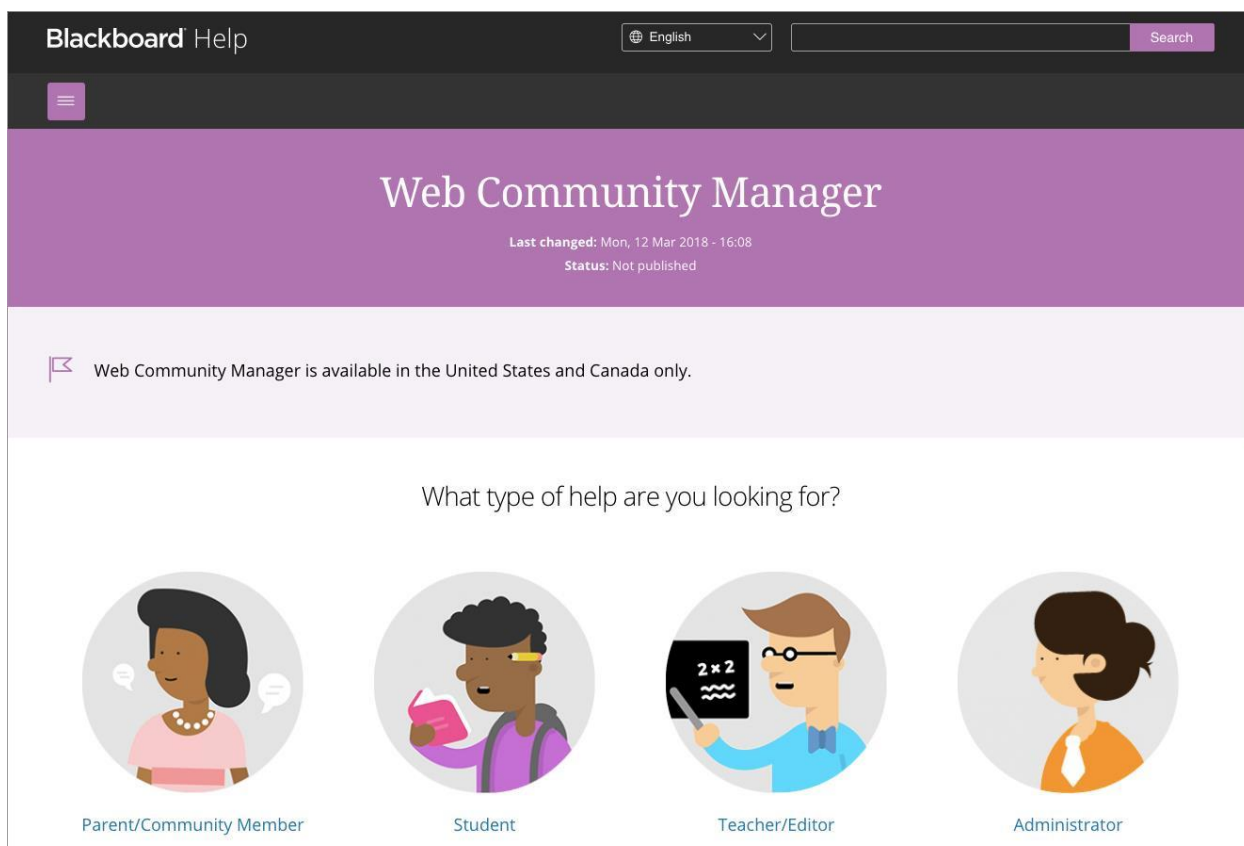 Blackboard Help
English
Search
Web Community Manager
Last changed: Mon, 12 Mar 2018 - 16:08
Status: Not published
Web Community Manager is available in the United States and Canada only.
What type of help are you looking for?
2×2
Parent/Community Member
Student
Teacher/Editor
Administrator